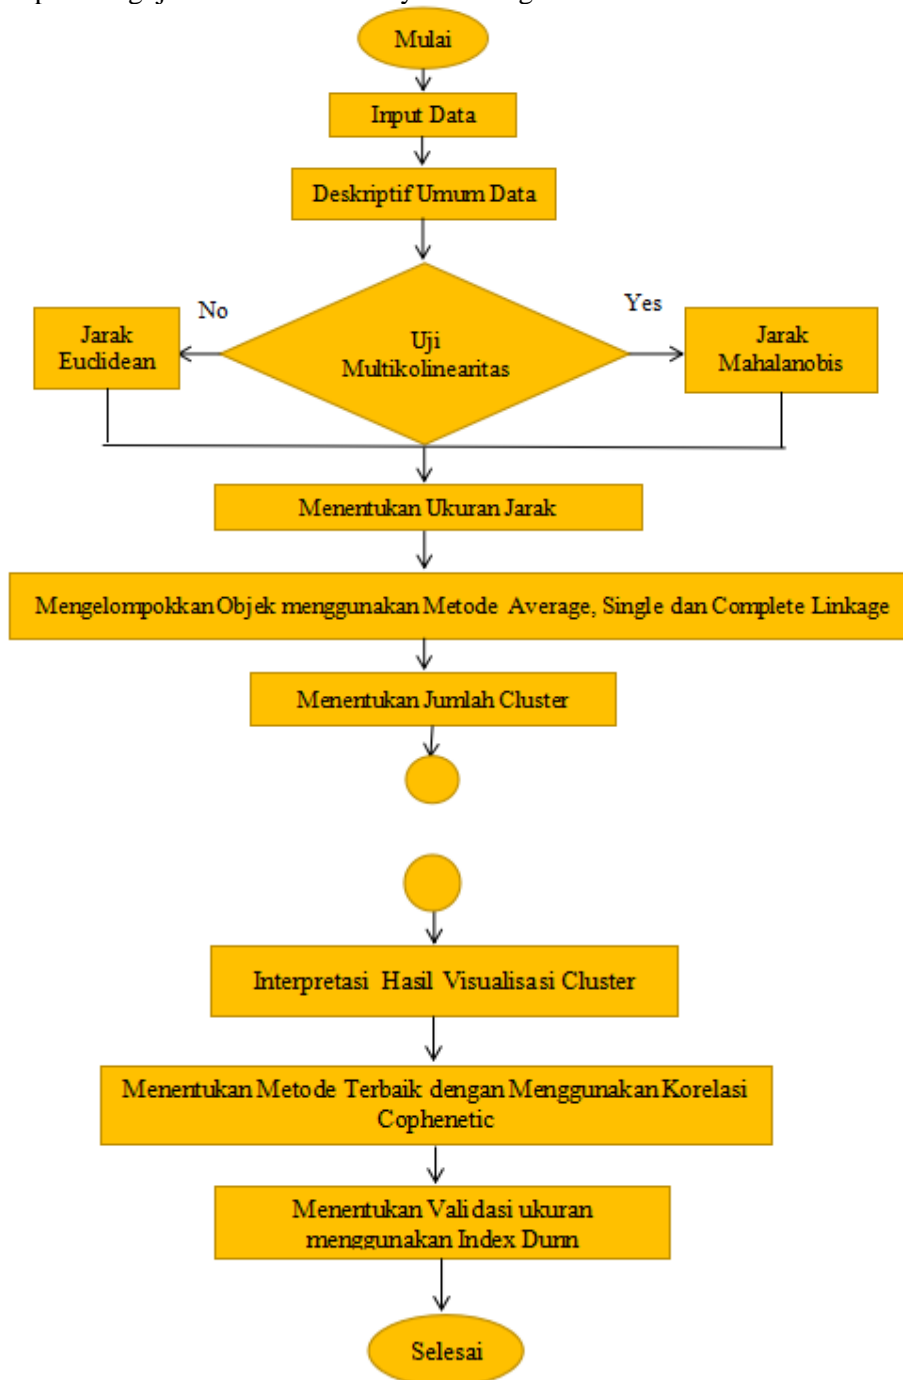 Mulai
Input Data
Deskriptif Umum Data
No
Yes
Jarak
Euclidean
Uji
Multikolinearitas
Jarak
Mahalanobis
Menentukan Ukuran Jarak
Mengelompokkan Objek menggunakan Metode Average, Single dan Complete Linkage
Menentukan Jumlah Cluster
Interpretasi Hasil Visualisasi Cluster
Menentukan Metode Terbaik dengan Menggunakan Korelasi
Cophenetic
Menentukan Validasi ukuran
menggunakan Index Dunn
Selesai